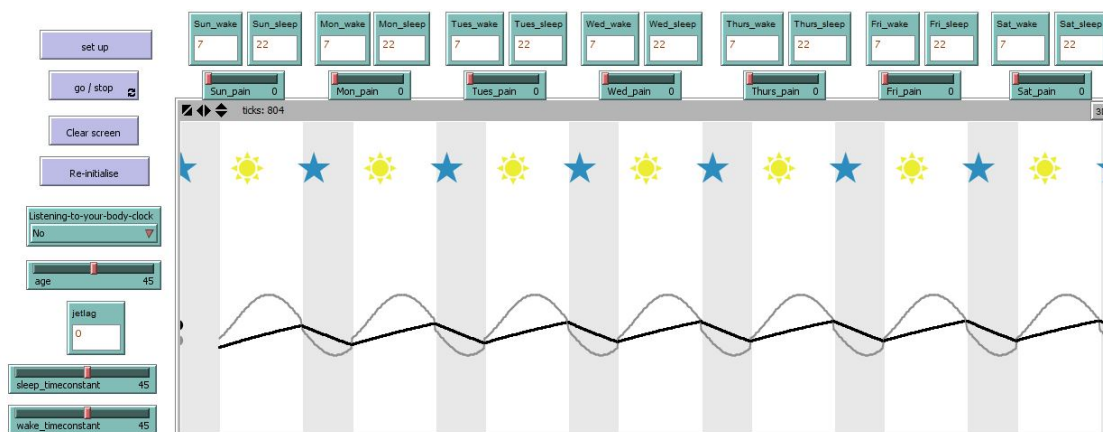 Sun_wake
7
Sun_sleep
22
Mon_wake
7
Mon_sleep
22
Tues_wake
7
Tues_sleep
22
Wed_wake
7
Wed_sleep
22
Thurs_wake
7
Thurs_sleep
22
Fri_wake
7
Fri_sleep
22
Sat_wake
7
Sat_sleep
22
set up
go / stop
Clear screen
Re-initialise
Sun_pain 0
Mon_pain 0
Tues_pain 0
Wed_pain 0
Thurs_pain 0
Fri_pain 0
Sat_pain 0
ticks: 804
Listening-to-your-body-clock
No
age 45
jetlag
0
sleep_timeconstant 45
wake_timeconstant 45